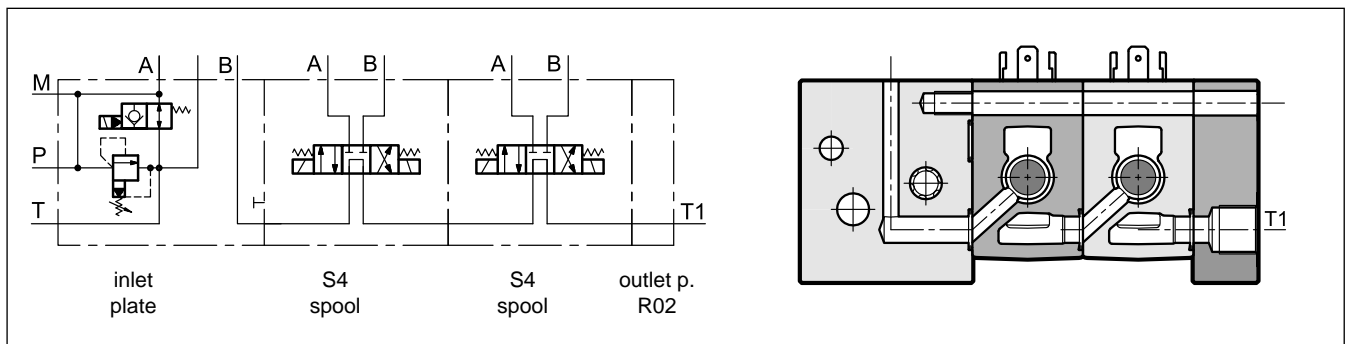 A B A B A B
M
P
T T T1 T1
inlet plate
S4 spool
S4 spool
outlet p. R02